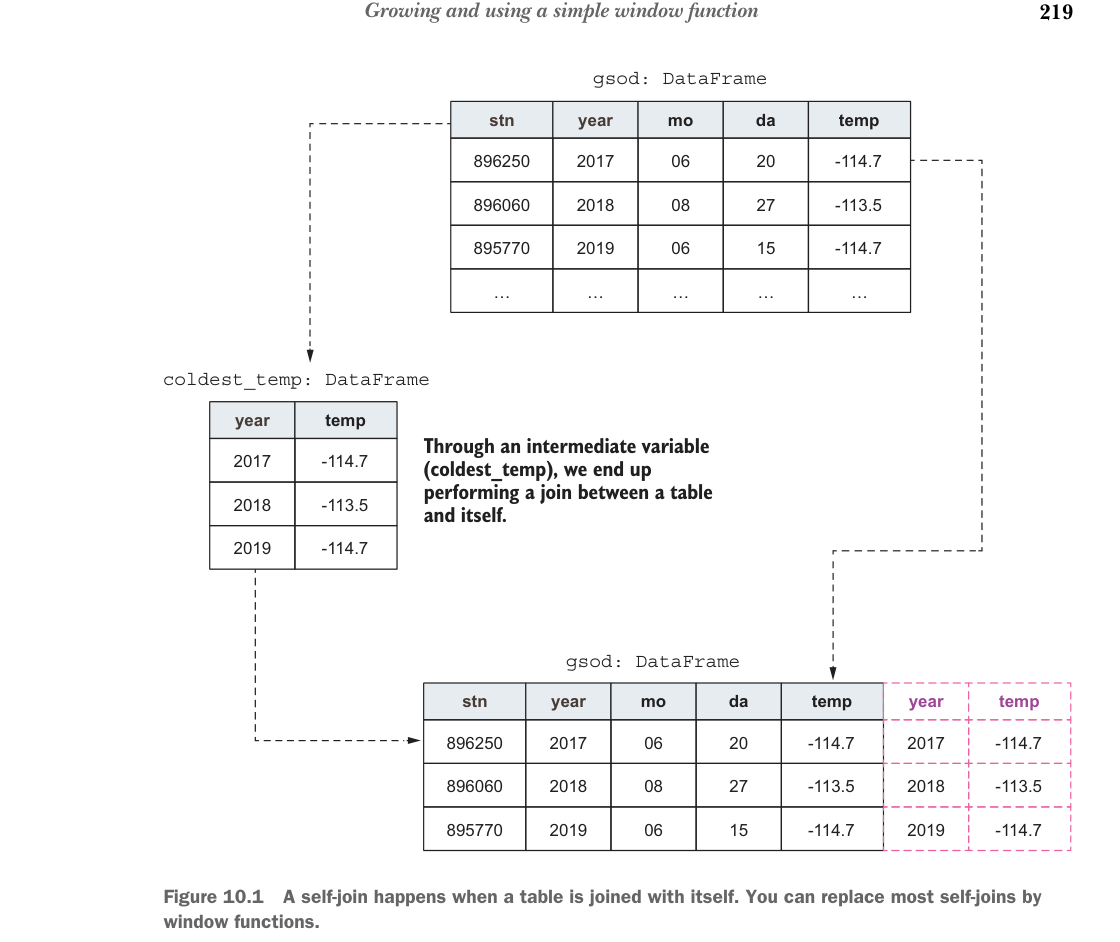 Growing and using a simple window function 219
gsod: DataFrame
stn year mo da temp
896250 2017 06 20 -114.7
896060 2018 08 27 -113.5
895770 2019 06 15 -114.7
… … … … …
coldest_temp: DataFrame
year temp
2017 -114.7
2018 -113.5
2019 -114.7
Through an intermediate variable
(coldest_temp), we end up
performing a join between a table
and itself.
gsod: DataFrame
stn year mo da temp year temp
896250 2017 06 20 -114.7 2017 -114.7
896060 2018 08 27 -113.5 2018 -113.5
895770 2019 06 15 -114.7 2019 -114.7
Figure 10.1 A self-join happens when a table is joined with itself. You can replace most self-joins by
window functions.